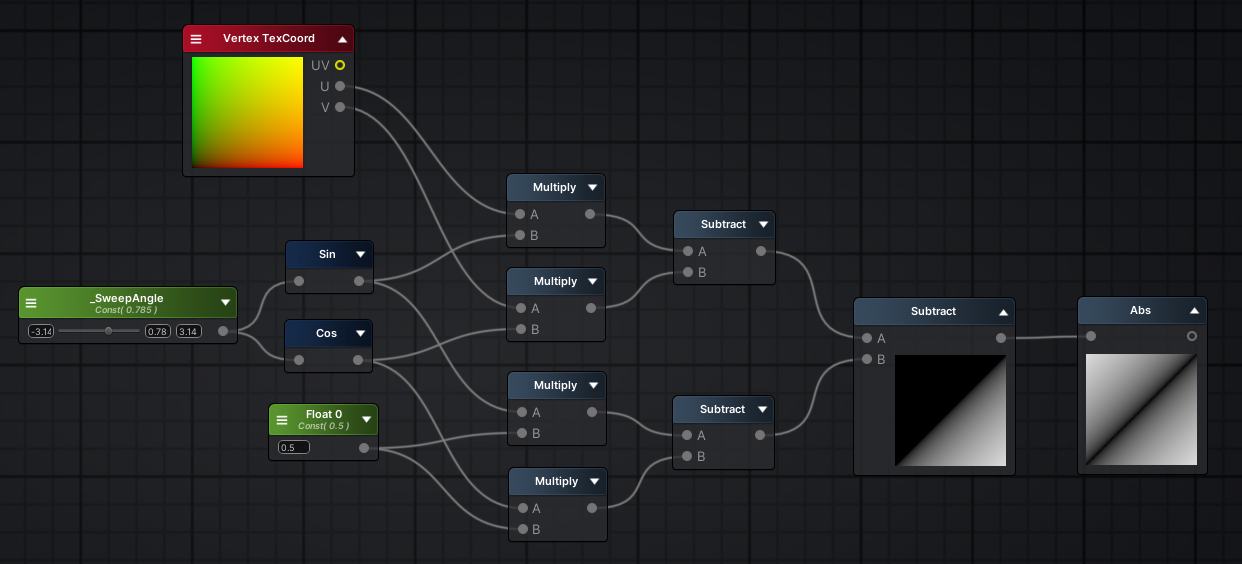 Vertex TexCoord
UV
U
V
Multiply
A
B
Subtract
A
B
Sin
Multiply
A
B
_SweepAngle
Const( 0.785 )
-3.14
0.78
3.14
Cos
Subtract
A
B
Abs
Multiply
A
B
Float 0
Const( 0.5 )
0.5
Subtract
A
B
Multiply
A
B